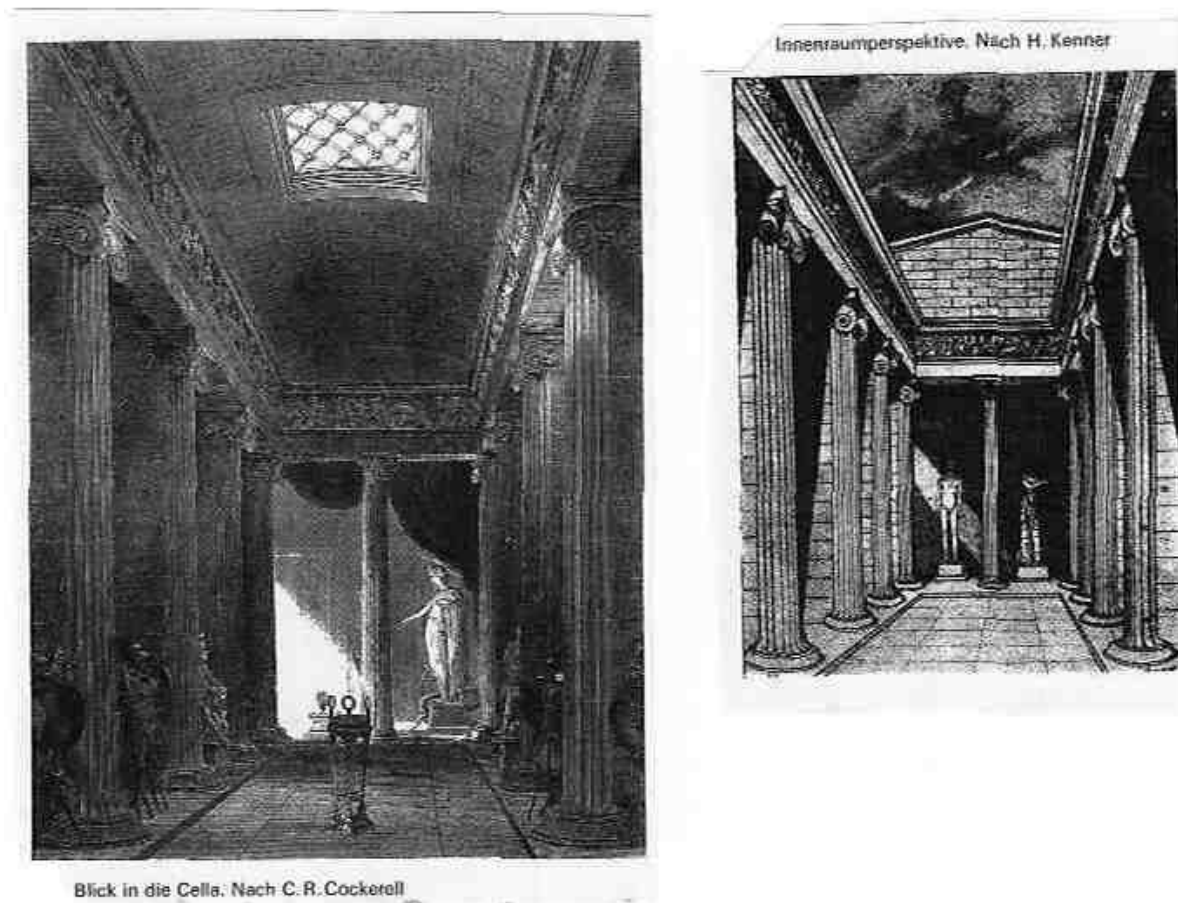 Innenraumperspektive. Nach H. Kenner
Blick in die Cella. Nach C. R. Cockerell